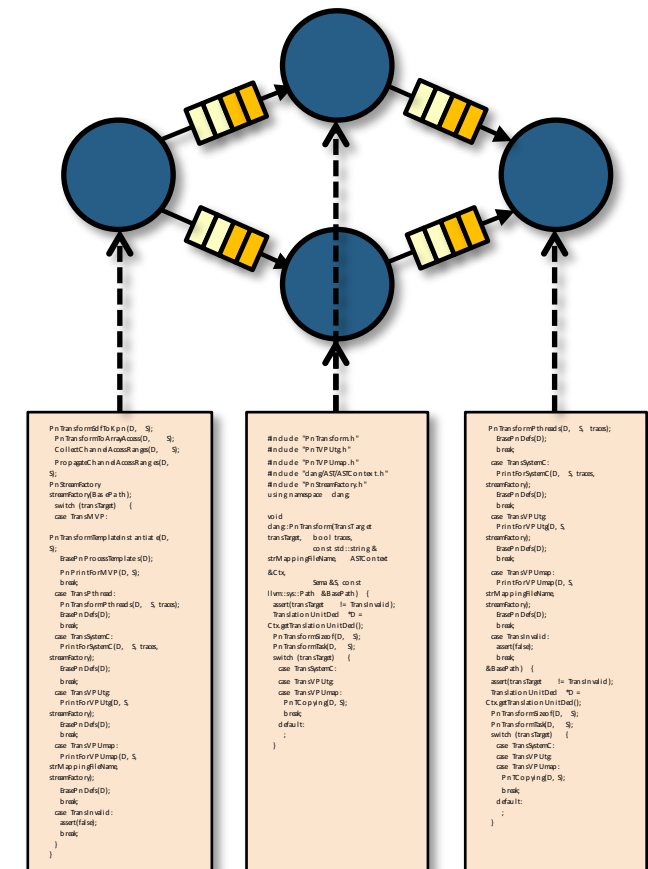 PnTransformSdfToKpn(D, S);
PnTransformToArrayAccess(D, S);
CollectChannelAccessRanges(D, S);
PropagateChannelAccessRanges(D,
S);
PnStreamFactory
streamFactory(BasePath);
switch (transTarget) {
case TransMVP:
PnTransformTemplateInstantiate(D,
S);
ErasePnProcessTemplates(D);
PnPrintForMVP(D, S);
break;
case TransPthread:
PnTransformPthreads(D, S, traces);
ErasePnDefs(D);
break;
case TransSystemC:
PrintForSystemC(D, S, traces,
streamFactory);
ErasePnDefs(D);
break;
case TransVPUtg:
PrintForVPUtg(D, S,
streamFactory);
ErasePnDefs(D);
break;
case TransVPUmap:
PrintForVPUmap(D, S,
strMappingFileName,
streamFactory);
ErasePnDefs(D);
break;
case TransInvalid:
assert(false);
break;
}
}
#include "PnTransform.h"
#include "PnTVPUtg.h"
#include "PnTVPUmap.h"
#include "clang/AST/ASTContext.h"
#include "PnStreamFactory.h"
using namespace clang;
void
clang::PnTransform(TransTarget
transTarget, bool traces,
const std::string &
strMappingFileName, ASTContext
&Ctx,
Sema &S, const
llvm::sys::Path &BasePath) {
assert(transTarget != TransInvalid);
TranslationUnitDecl *D =
Ctx.getTranslationUnitDecl();
PnTransformSizeof(D, S);
PnTransformTask(D, S);
switch (transTarget) {
case TransSystemC:
case TransVPUtg:
case TransVPUmap:
PnTCopying(D, S);
break;
default:
;
}
PnTransformPthreads(D, S, traces);
ErasePnDefs(D);
break;
case TransSystemC:
PrintForSystemC(D, S, traces,
streamFactory);
ErasePnDefs(D);
break;
case TransVPUtg:
PrintForVPUtg(D, S,
streamFactory);
ErasePnDefs(D);
break;
case TransVPUmap:
PrintForVPUmap(D, S,
strMappingFileName,
streamFactory);
ErasePnDefs(D);
break;
case TransInvalid:
assert(false);
break;
&BasePath) {
assert(transTarget != TransInvalid);
TranslationUnitDecl *D =
Ctx.getTranslationUnitDecl();
PnTransformSizeof(D, S);
PnTransformTask(D, S);
switch (transTarget) {
case TransSystemC:
case TransVPUtg:
case TransVPUmap:
PnTCopying(D, S);
break;
default:
;
}